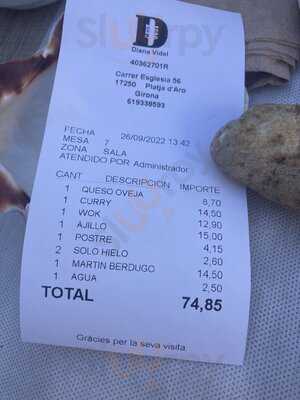 D
Diana Vidal
40362701R
Carrer Esglesia 56
17250 Platja d'Aro
Girona
619339593
FECHA 26/09/2022 13:42
MESA 7
ZONA SALA
ATENDIDO POR Administrador
CANT DESCRIPCION IMPORTE
1 QUESO OVEJA 8,70
1 CURRY 14,50
1 WOK 12,90
1 AJILLO 15,00
1 POSTRE 4,15
2 SOLO HIELO 2,60
1 MARTIN BERDUGO 14,50
1 AGUA 2,50
TOTAL 74,85
Gràcies per la seva visita